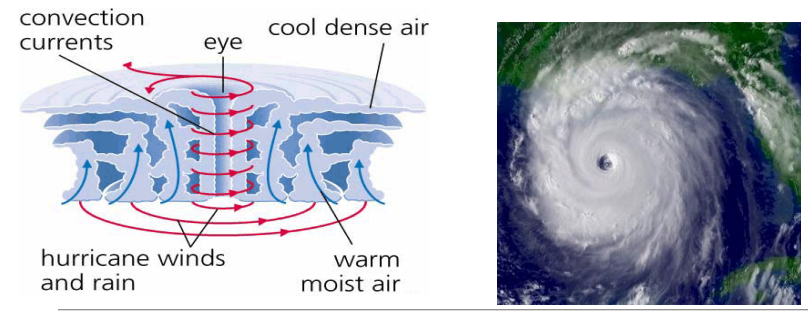 convection
currents
eye
cool dense air
hurricane winds
and rain
warm
moist air